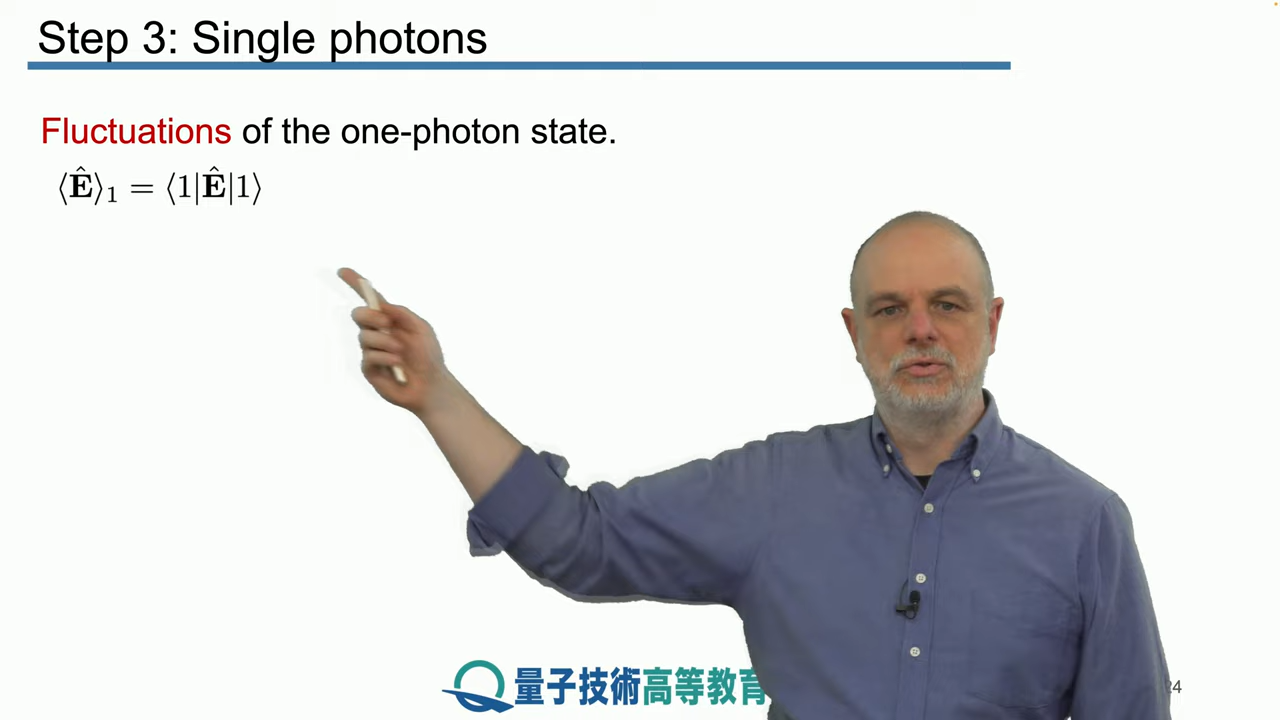 Step 3: Single photons
Fluctuations of the one-photon state.
⟨Ê⟩₁ = ⟨1|Ê|1⟩
量子技術高等教育
24